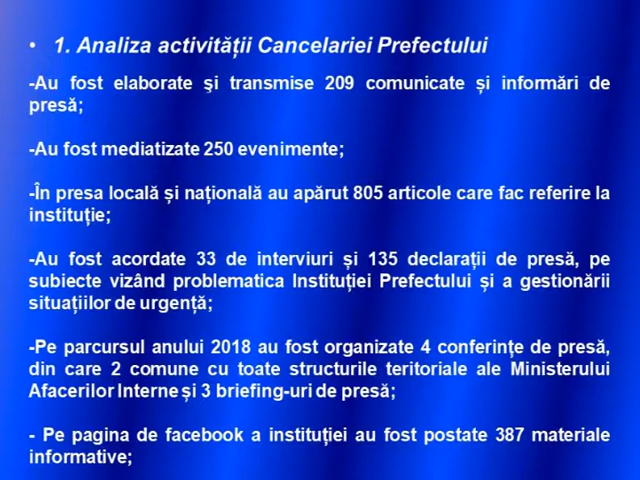 • 1. Analiza activității Cancelariei Prefectului
-Au fost elaborate şi transmise 209 comunicate și informări de
presă;
-Au fost mediatizate 250 evenimente;
-În presa locală și națională au apărut 805 articole care fac referire la
instituție;
-Au fost acordate 33 de interviuri și 135 declarații de presă, pe
subiecte vizând problematica Instituției Prefectului și a gestionării
situațiilor de urgență;
-Pe parcursul anului 2018 au fost organizate 4 conferințe de presă,
din care 2 comune cu toate structurile teritoriale ale Ministerului
Afacerilor Interne și 3 briefing-uri de presă;
- Pe pagina de facebook a instituției au fost postate 387 materiale
informative;